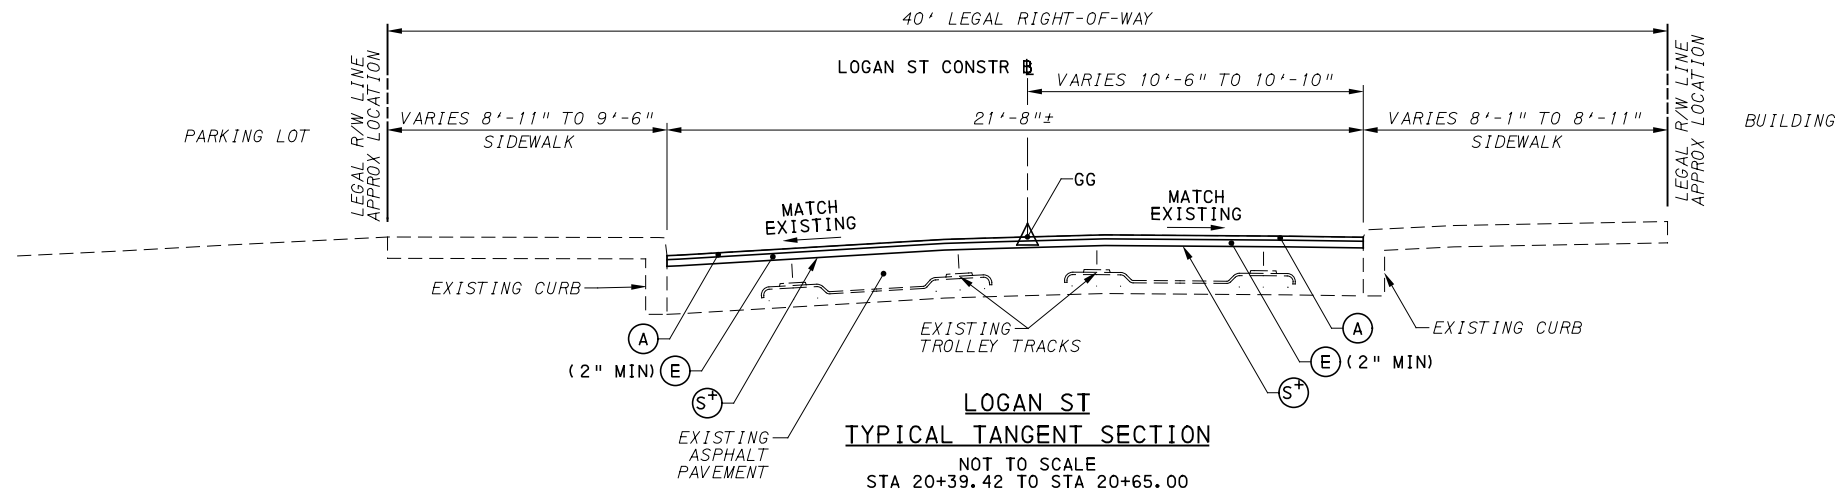 40' LEGAL RIGHT-OF-WAY
LOGAN ST CONSTR BL
VARIES 10'-6" TO 10'-10"
LEGAL R/W LINE
APPROX LOCATION
PARKING LOT
VARIES 8'-11" TO 9'-6"
SIDEWALK
21'-8"±
VARIES 8'-1" TO 8'-11"
SIDEWALK
LEGAL R/W LINE
APPROX LOCATION
BUILDING
GG
MATCH
EXISTING
MATCH
EXISTING
EXISTING CURB
EXISTING
TROLLEY TRACKS
EXISTING CURB
A
(2" MIN) E
S+
A
E (2" MIN)
S+
EXISTING
ASPHALT
PAVEMENT
LOGAN ST
TYPICAL TANGENT SECTION
NOT TO SCALE
STA 20+39.42 TO STA 20+65.00